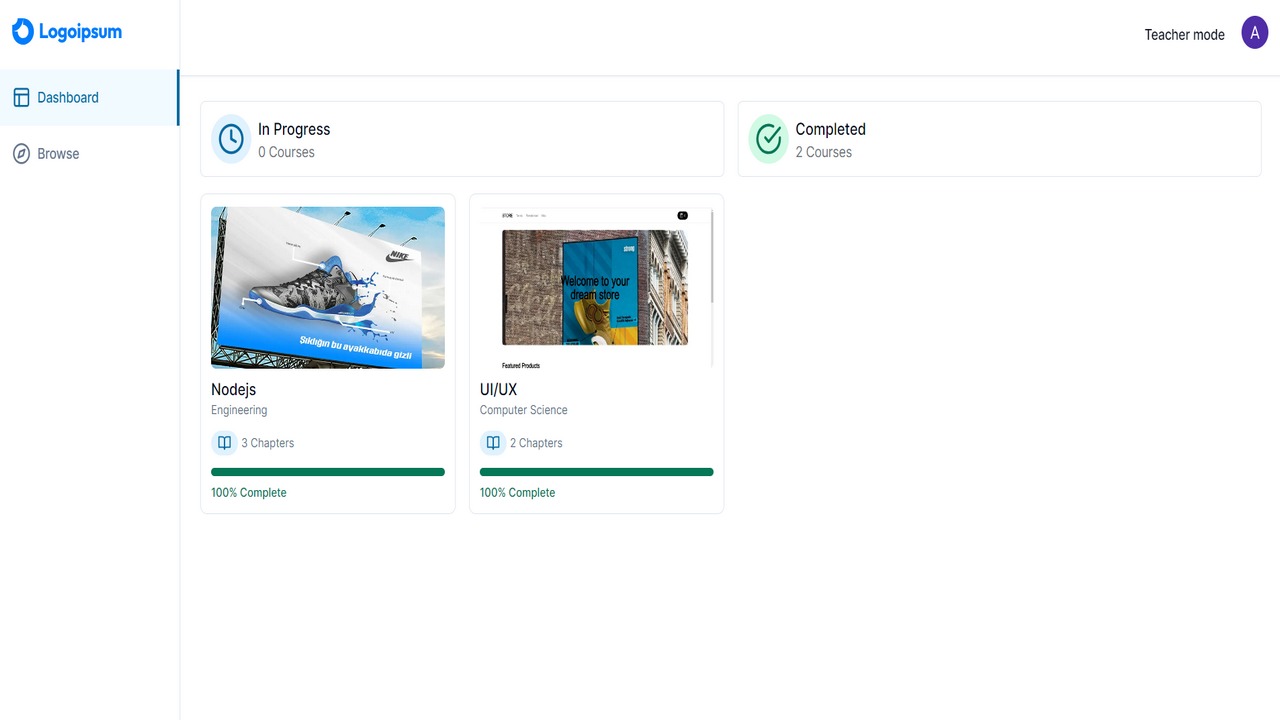 Logoipsum
Teacher mode
A
Dashboard
Browse
In Progress
0 Courses
Completed
2 Courses
NIKE
Şıklığın bu ayakkabıda gizli
Nodejs
Engineering
3 Chapters
100% Complete
Welcome to your
dream store
Featured Products
UI/UX
Computer Science
2 Chapters
100% Complete